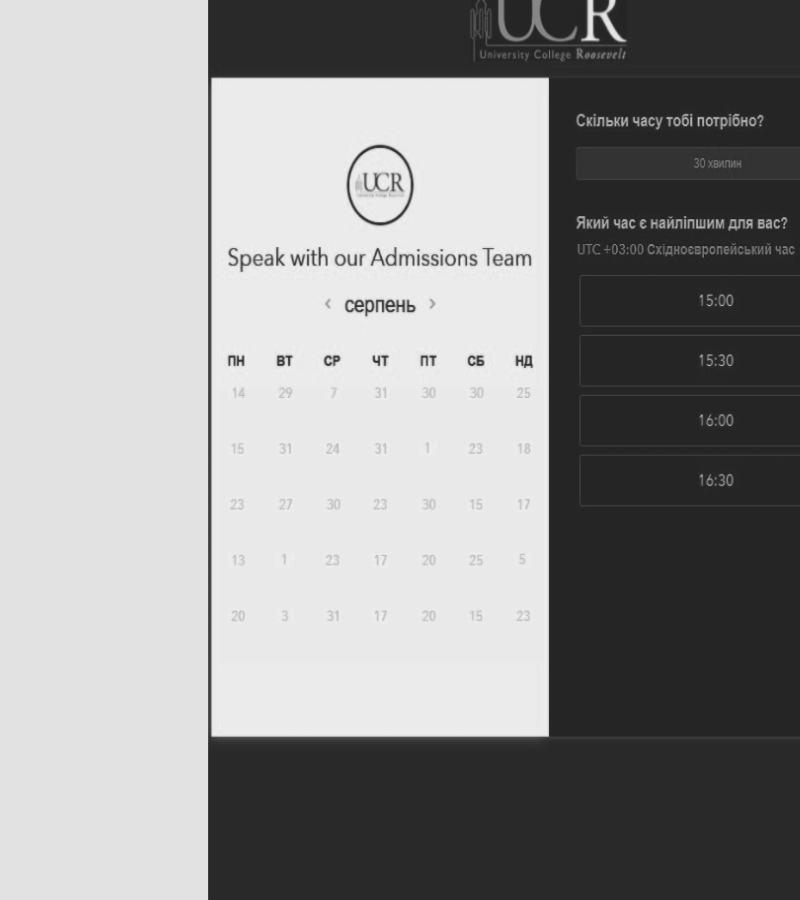 UCR
University College Roosevelt
UCR
Speak with our Admissions Team
‹ серпень ›
ПН ВТ СР ЧТ ПТ СБ НД
14 29 7 31 30 30 25
15 31 24 31 1 23 18
23 27 30 23 30 15 17
13 1 23 17 20 25 5
20 3 31 17 20 15 23
Скільки часу тобі потрібно?
30 хвилин
Який час є найліпшим для вас?
UTC +03:00 Східноєвропейський час
15:00
15:30
16:00
16:30